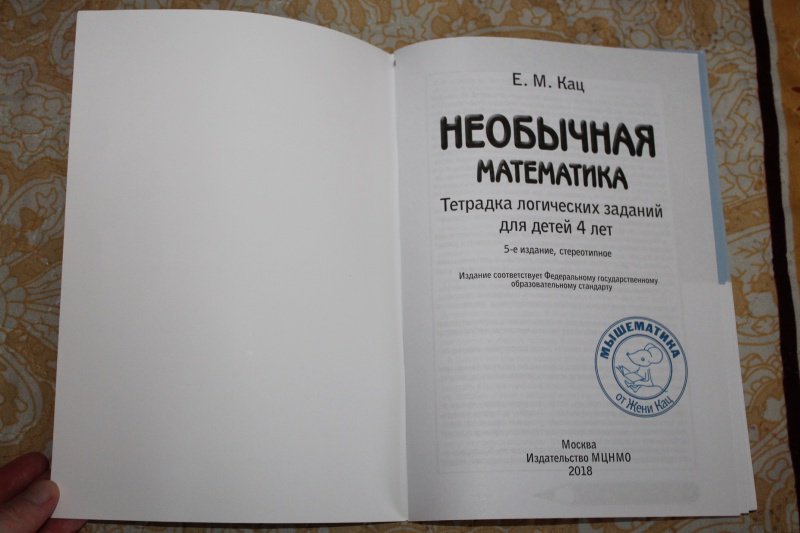 Е. М. Кац
НЕОБЫЧНАЯ
МАТЕМАТИКА
Тетрадка логических заданий
для детей 4 лет
5-е издание, стереотипное
Издание соответствует Федеральному государственному
образовательному стандарту
МЫШЕМАТИКА
от Жени Кац
Москва
Издательство МЦНМО
2018